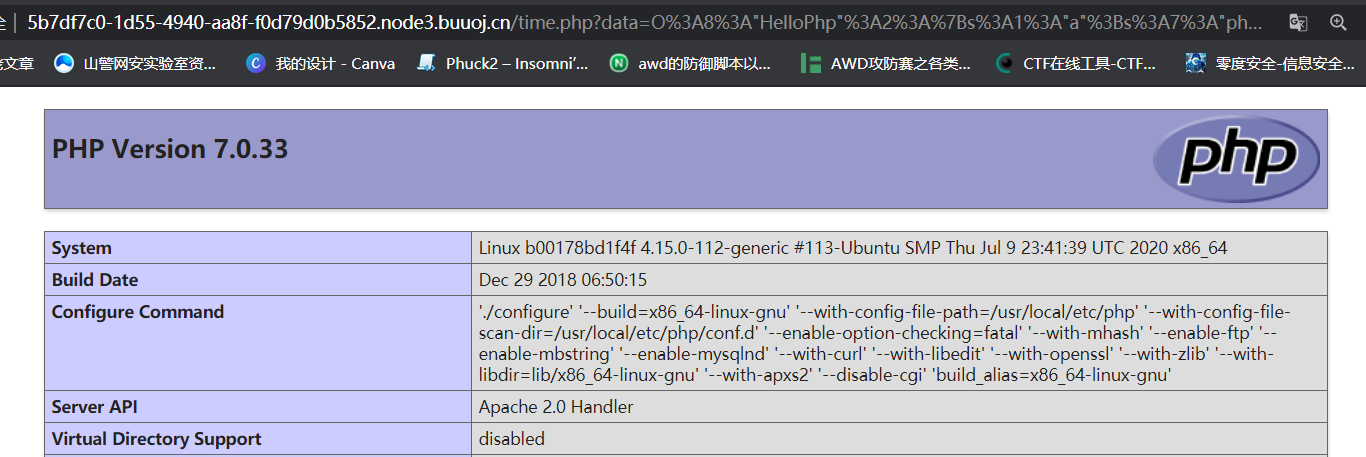 全 | 5b7df7c0-1d55-4940-aa8f-f0d79d0b5852.node3.buuoj.cn/time.php?data=O%3A8%3A"HelloPhp"%3A2%3A%7Bs%3A1%3A"a"%3Bs%3A7%3A"ph...
文章 山警网安实验室资... 我的设计 - Canva Phuck2 – Insomni'... awd的防御脚本以... AWD攻防赛之各类... CTF在线工具-CTF... 零度安全-信息安全...
PHP Version 7.0.33
php
System Linux b00178bd1f4f 4.15.0-112-generic #113-Ubuntu SMP Thu Jul 9 23:41:39 UTC 2020 x86_64
Build Date Dec 29 2018 06:50:15
Configure Command './configure' '--build=x86_64-linux-gnu' '--with-config-file-path=/usr/local/etc/php' '--with-config-file-
scan-dir=/usr/local/etc/php/conf.d' '--enable-option-checking=fatal' '--with-mhash' '--enable-ftp' '--
enable-mbstring' '--enable-mysqlnd' '--with-curl' '--with-libedit' '--with-openssl' '--with-zlib' '--with-
libdir=lib/x86_64-linux-gnu' '--with-apxs2' '--disable-cgi' 'build_alias=x86_64-linux-gnu'
Server API Apache 2.0 Handler
Virtual Directory Support disabled